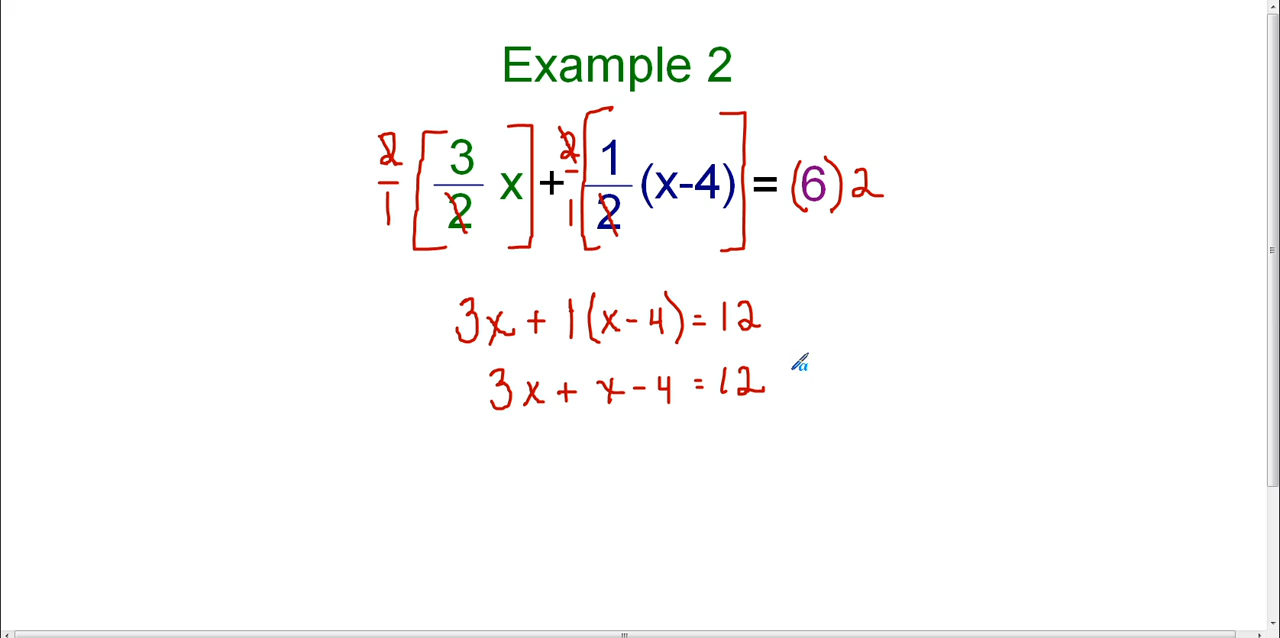 Example 2
2/1 [3/2 x] + 2/1 [1/2 (x-4)] = (6)2
3x + 1(x-4) = 12
3x + x - 4 = 12